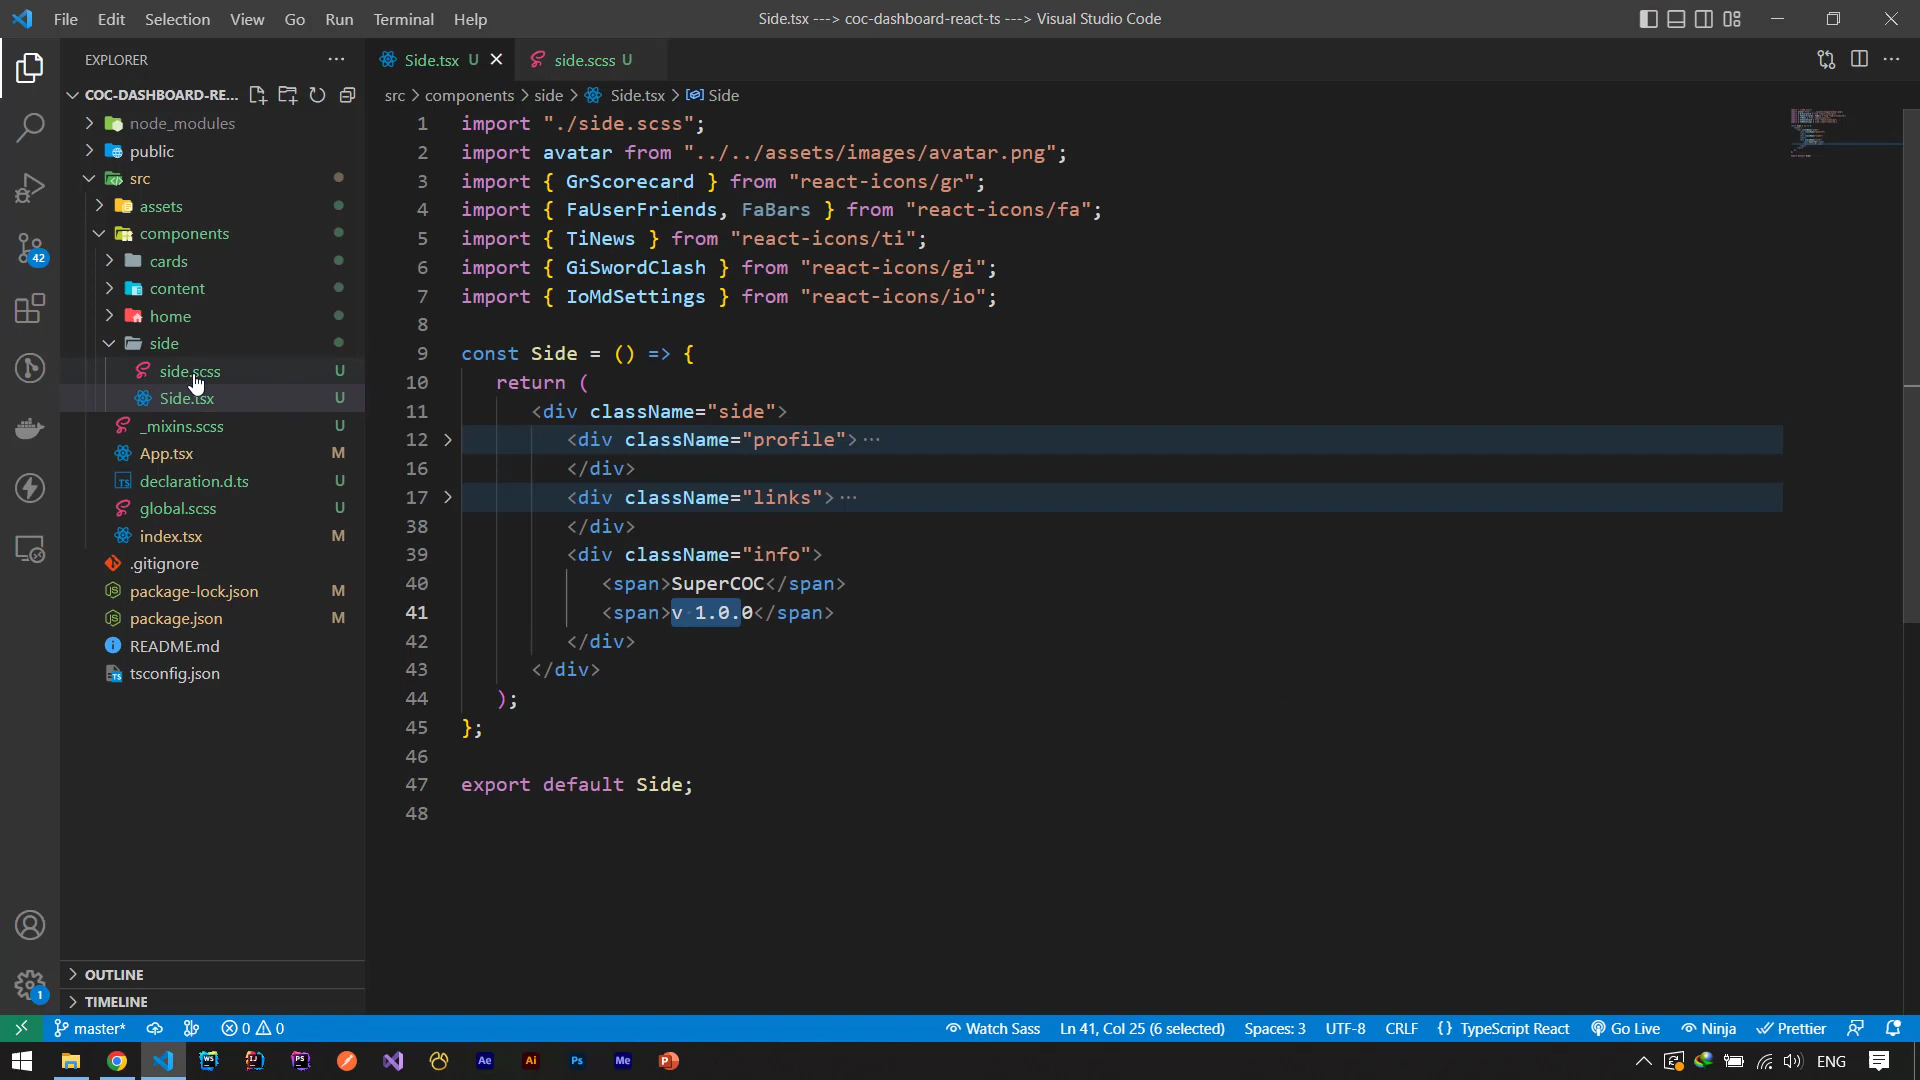 File Edit Selection View Go Run Terminal Help
Side.tsx ---> coc-dashboard-react-ts ---> Visual Studio Code
EXPLORER
COC-DASHBOARD-RE...
node_modules
public
src
assets
components
cards
content
home
side
side.scss U
Side.tsx U
_mixins.scss U
App.tsx M
declaration.d.ts U
global.scss U
index.tsx M
.gitignore
package-lock.json M
package.json M
README.md
tsconfig.json
OUTLINE
TIMELINE
42
1
Side.tsx U
side.scss U
src > components > side > Side.tsx > Side
1 import "./side.scss";
2 import avatar from "../../assets/images/avatar.png";
3 import { GrScorecard } from "react-icons/gr";
4 import { FaUserFriends, FaBars } from "react-icons/fa";
5 import { TiNews } from "react-icons/ti";
6 import { GiSwordClash } from "react-icons/gi";
7 import { IoMdSettings } from "react-icons/io";
8
9 const Side = () => {
10 return (
11 <div className="side">
12 <div className="profile">···
16 </div>
17 <div className="links">···
38 </div>
39 <div className="info">
40 <span>SuperCOC</span>
41 <span>v 1.0.0</span>
42 </div>
43 </div>
44 );
45 };
46
47 export default Side;
48
master* 0 0 Watch Sass Ln 41, Col 25 (6 selected) Spaces: 3 UTF-8 CRLF {} TypeScript React Go Live Ninja Prettier
WS IJ PS Ae Ai Ps Me P ENG